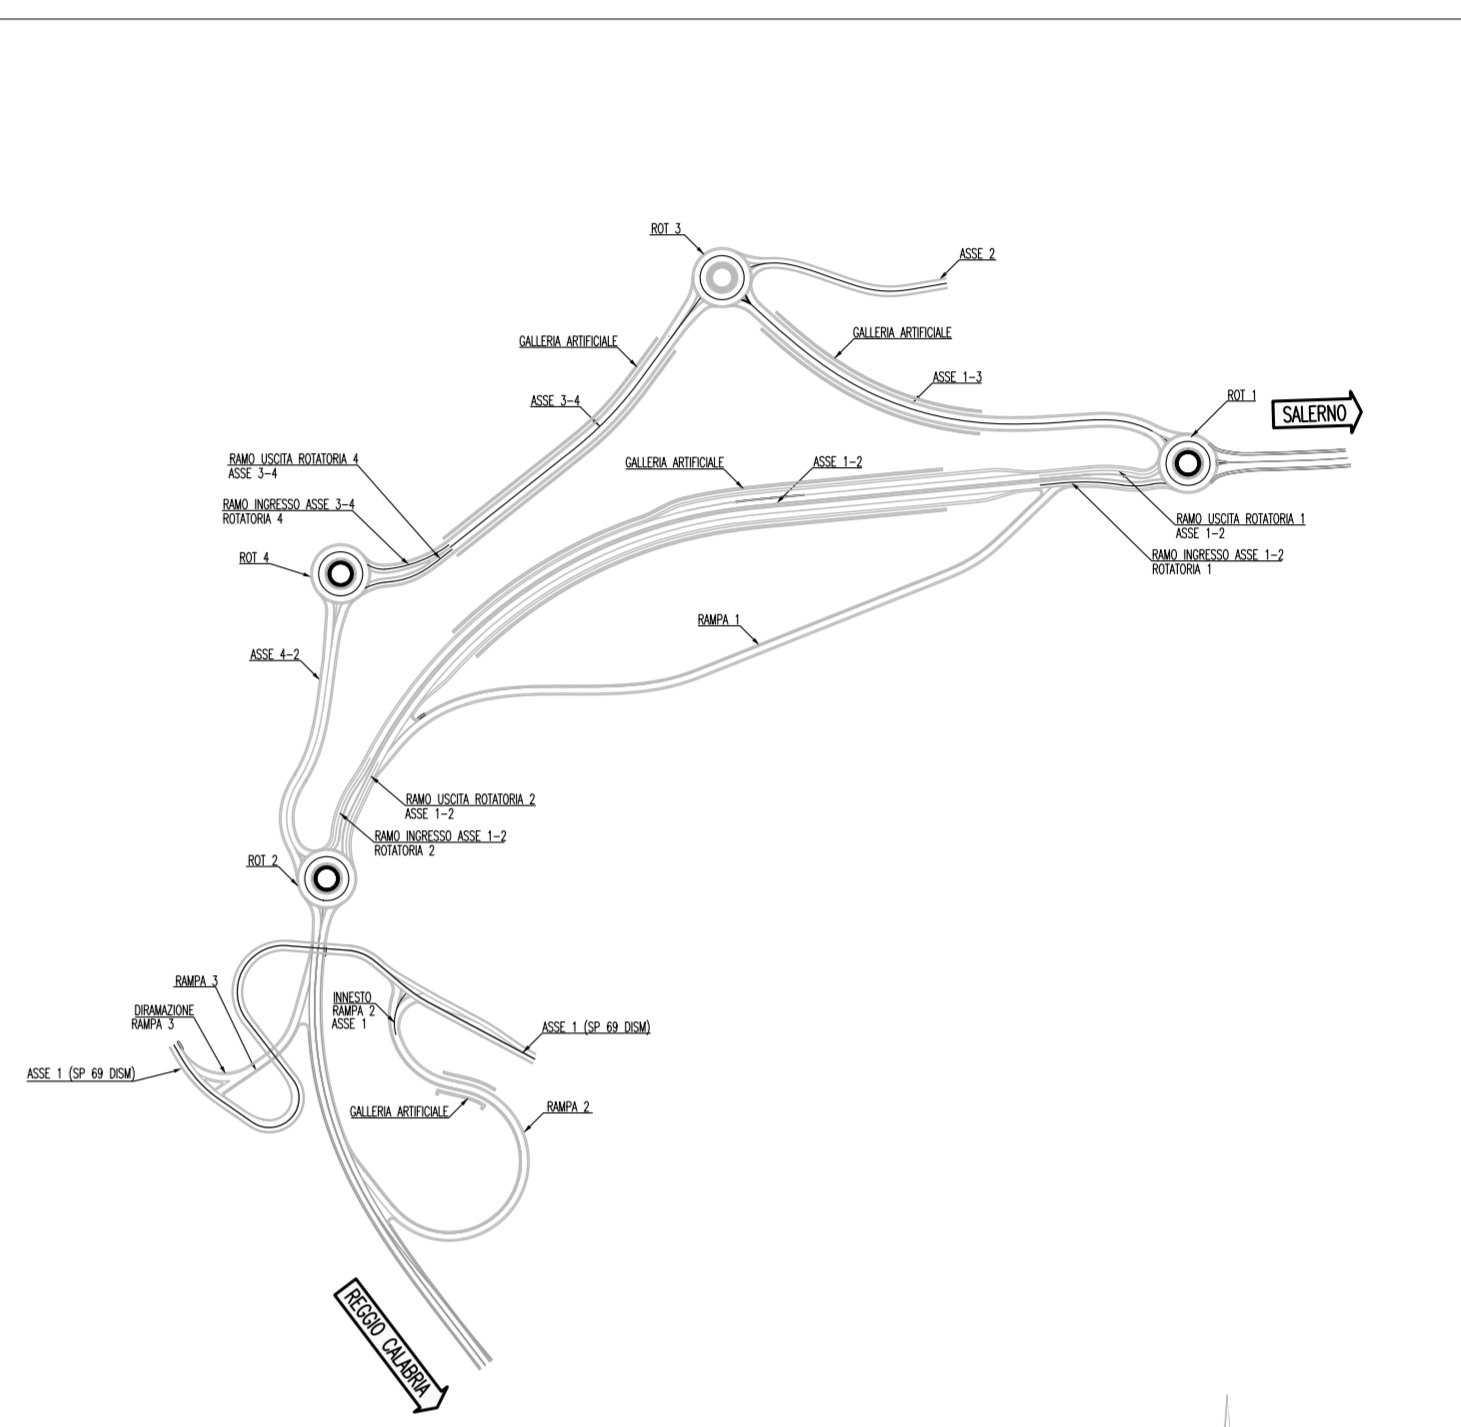 ROT 3
ASSE 2
GALLERIA ARTIFICIALE
GALLERIA ARTIFICIALE
ASSE 1-3
ASSE 3-4
ROT 1
SALERNO
RAMO USCITA ROTATORIA 4
ASSE 3-4
GALLERIA ARTIFICIALE
ASSE 1-2
RAMO INGRESSO ASSE 3-4
ROTATORIA 4
RAMO USCITA ROTATORIA 1
ASSE 1-2
ROT 4
RAMO INGRESSO ASSE 1-2
ROTATORIA 1
RAMPA 1
ASSE 4-2
RAMO USCITA ROTATORIA 2
ASSE 1-2
RAMO INGRESSO ASSE 1-2
ROTATORIA 2
ROT 2
RAMPA 3
INNESTO
RAMPA 2
ASSE 1
DIRAMAZIONE
RAMPA 3
ASSE 1 (SP 69 DISM)
ASSE 1 (SP 69 DISM)
GALLERIA ARTIFICIALE
RAMPA 2
REGGIO CALABRIA